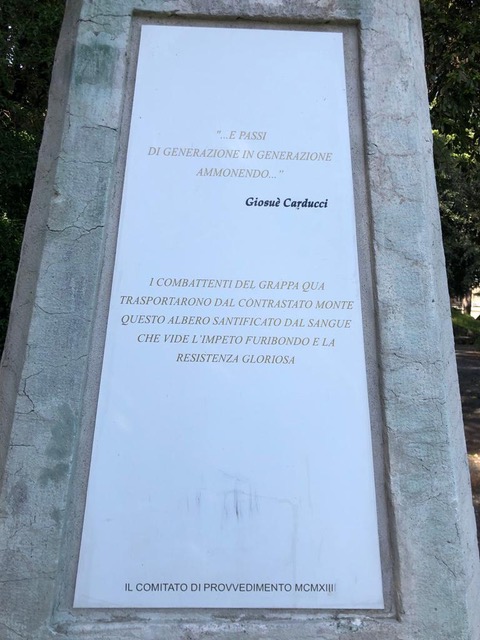 "...E PASSI
DI GENERAZIONE IN GENERAZIONE
AMMONENDO..."
Giosuè Carducci
I COMBATTENTI DEL GRAPPA QUA
TRASPORTARONO DAL CONTRASTATO MONTE
QUESTO ALBERO SANTIFICATO DAL SANGUE
CHE VIDE L'IMPETO FURIBONDO E LA
RESISTENZA GLORIOSA
IL COMITATO DI PROVVEDIMENTO MCMXIII